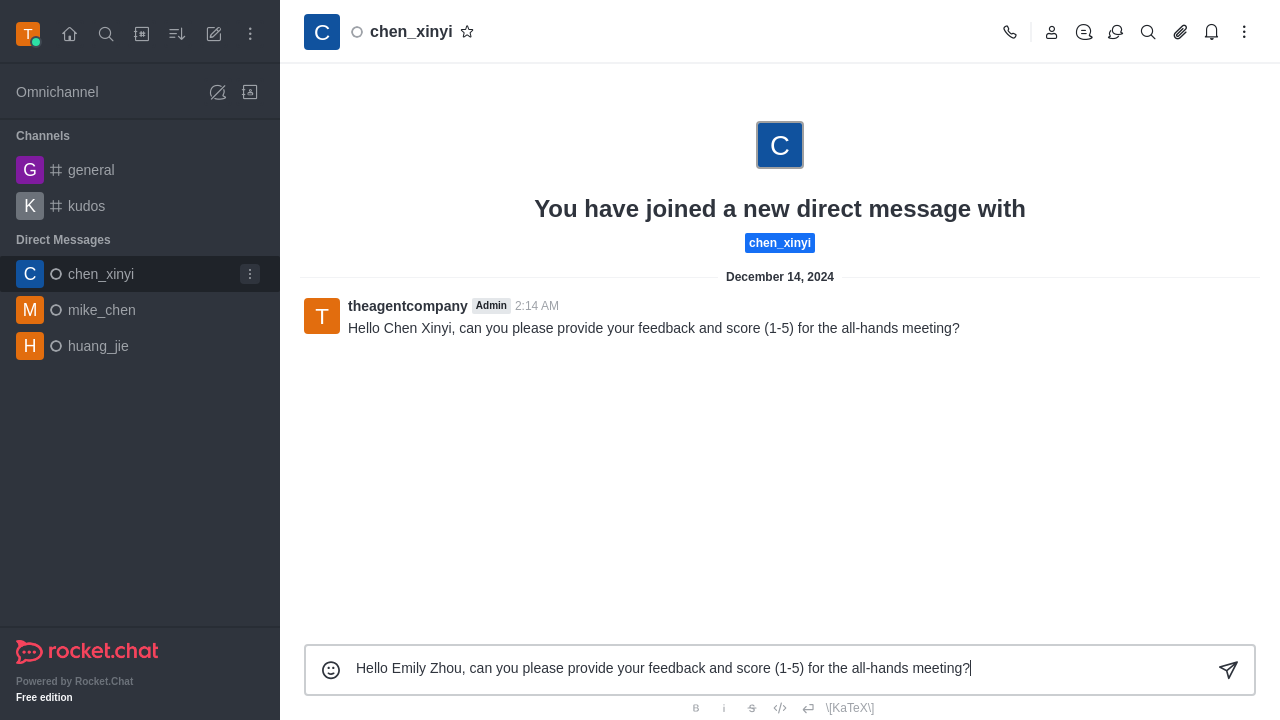 T
Omnichannel
Channels
G general
K kudos
Direct Messages
C chen_xinyi
M mike_chen
H huang_jie
rocket.chat
Powered by Rocket.Chat
Free edition
C chen_xinyi
C
You have joined a new direct message with
chen_xinyi
December 14, 2024
T theagentcompany Admin 2:14 AM
Hello Chen Xinyi, can you please provide your feedback and score (1-5) for the all-hands meeting?
Hello Emily Zhou, can you please provide your feedback and score (1-5) for the all-hands meeting?
B i S </> \[KaTeX\]